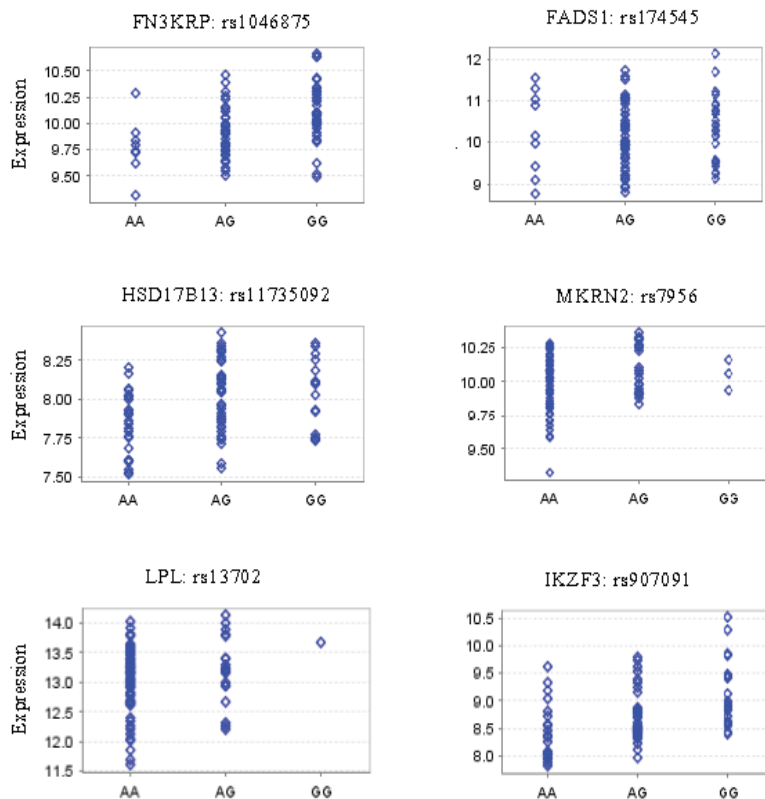 FN3KRP: rs1046875
Expression
10.50
10.25
10.00
9.75
9.50
AA AG GG
FADS1: rs174545
12
11
10
9
AA AG GG
HSD17B13: rs11735092
Expression
8.25
8.00
7.75
7.50
AA AG GG
MKRN2: rs7956
10.25
10.00
9.75
9.50
AA AG GG
LPL: rs13702
Expression
14.0
13.5
13.0
12.5
12.0
11.5
AA AG GG
IKZF3: rs907091
10.5
10.0
9.5
9.0
8.5
8.0
AA AG GG